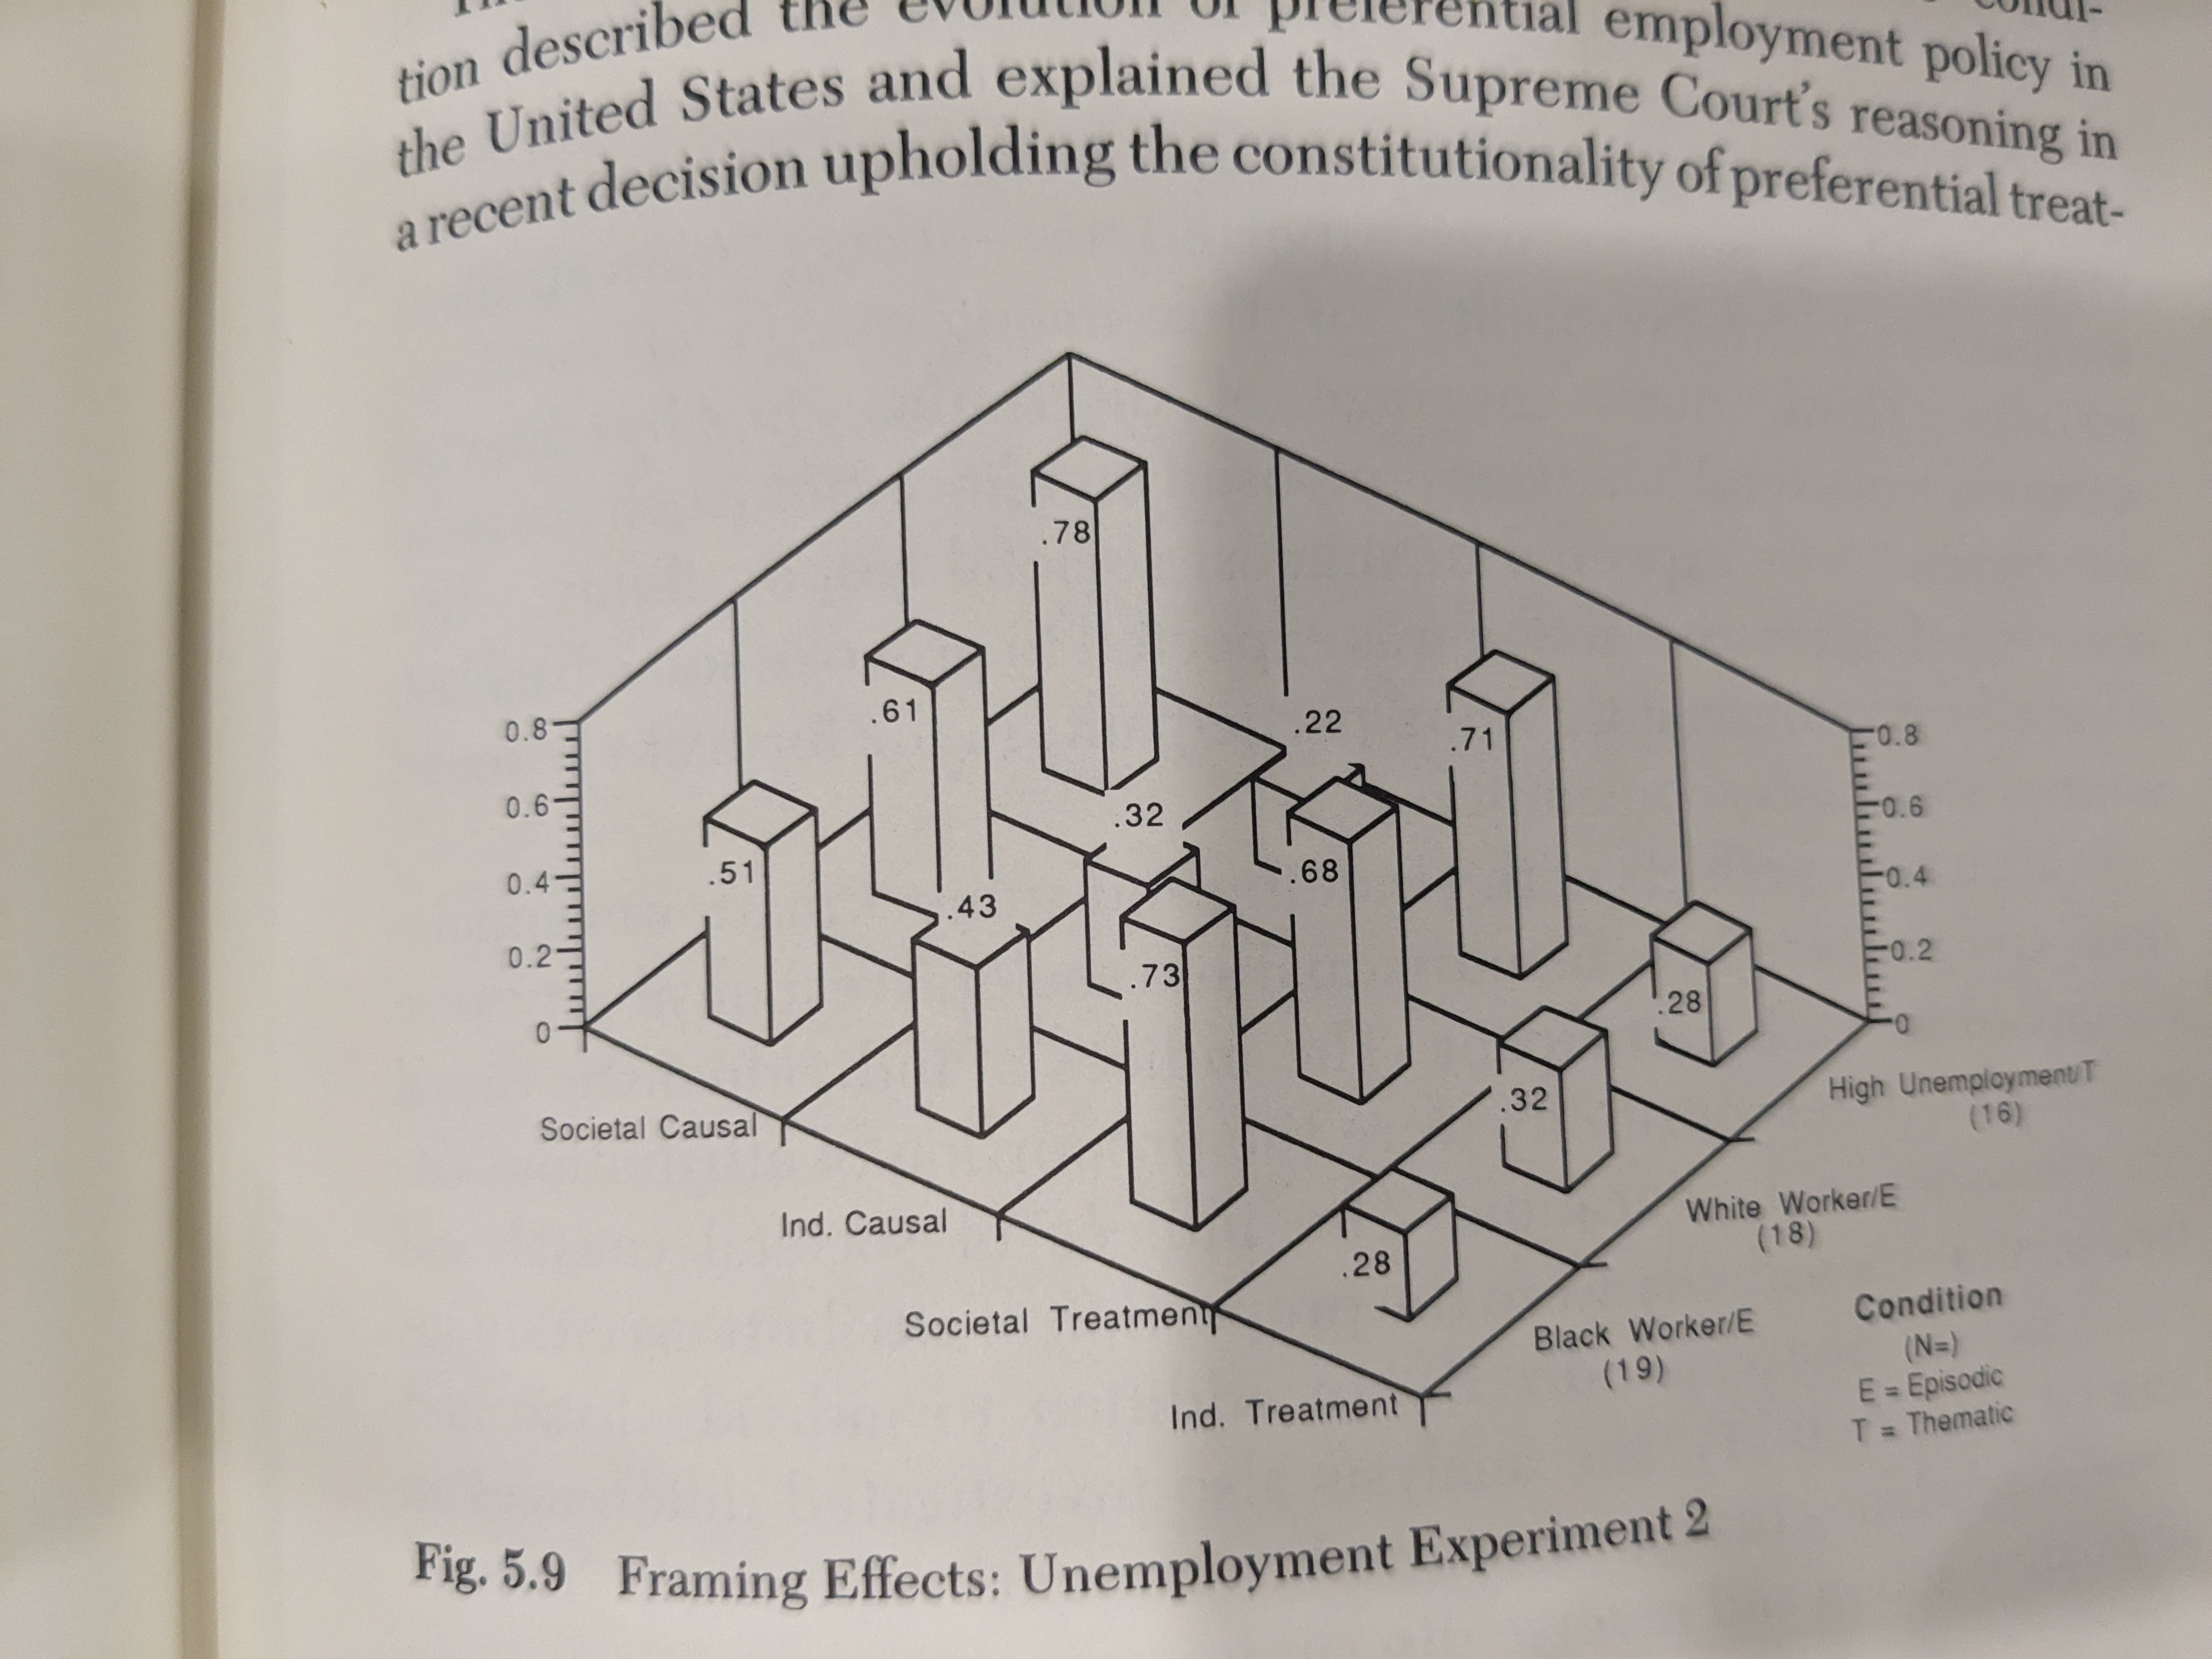 tion described the evolution of preferential employment policy in
the United States and explained the Supreme Court's reasoning in
a recent decision upholding the constitutionality of preferential treat-
.78
.61
.22
.71
0.8
0.8
.32
0.6
0.6
.51
.68
0.4
.43
0.4
0.2
.73
0.2
0
.28
0
.32
High Unemployment/T
(16)
Societal Causal
Ind. Causal
White Worker/E
(18)
.28
Societal Treatment
Black Worker/E
(19)
Ind. Treatment
Condition
(N=)
E = Episodic
T = Thematic
Fig. 5.9 Framing Effects: Unemployment Experiment 2